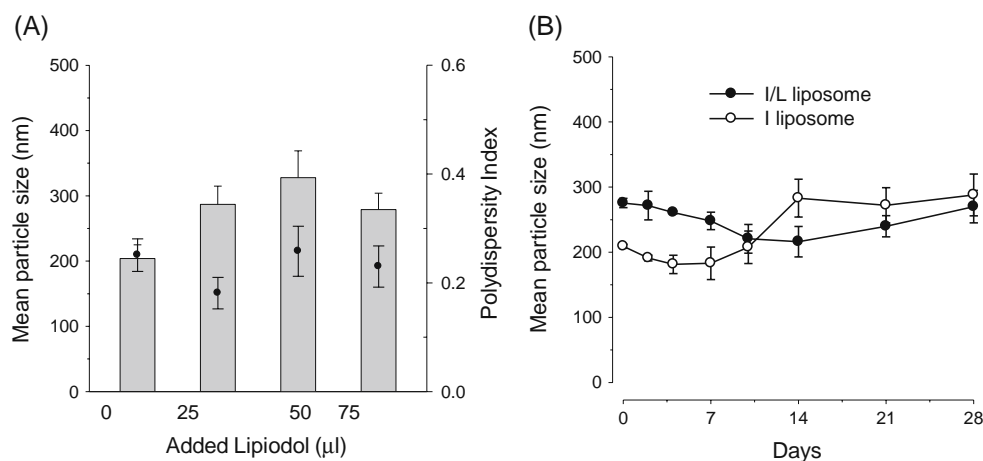 (A)
Mean particle size (nm)
500
400
300
200
100
0
0.6
0.4
0.2
0.0
Polydispersity Index
0 25 50 75
Added Lipiodol (μl)
(B)
Mean particle size (nm)
500
400
300
200
100
0
I/L liposome
I liposome
0 7 14 21 28
Days